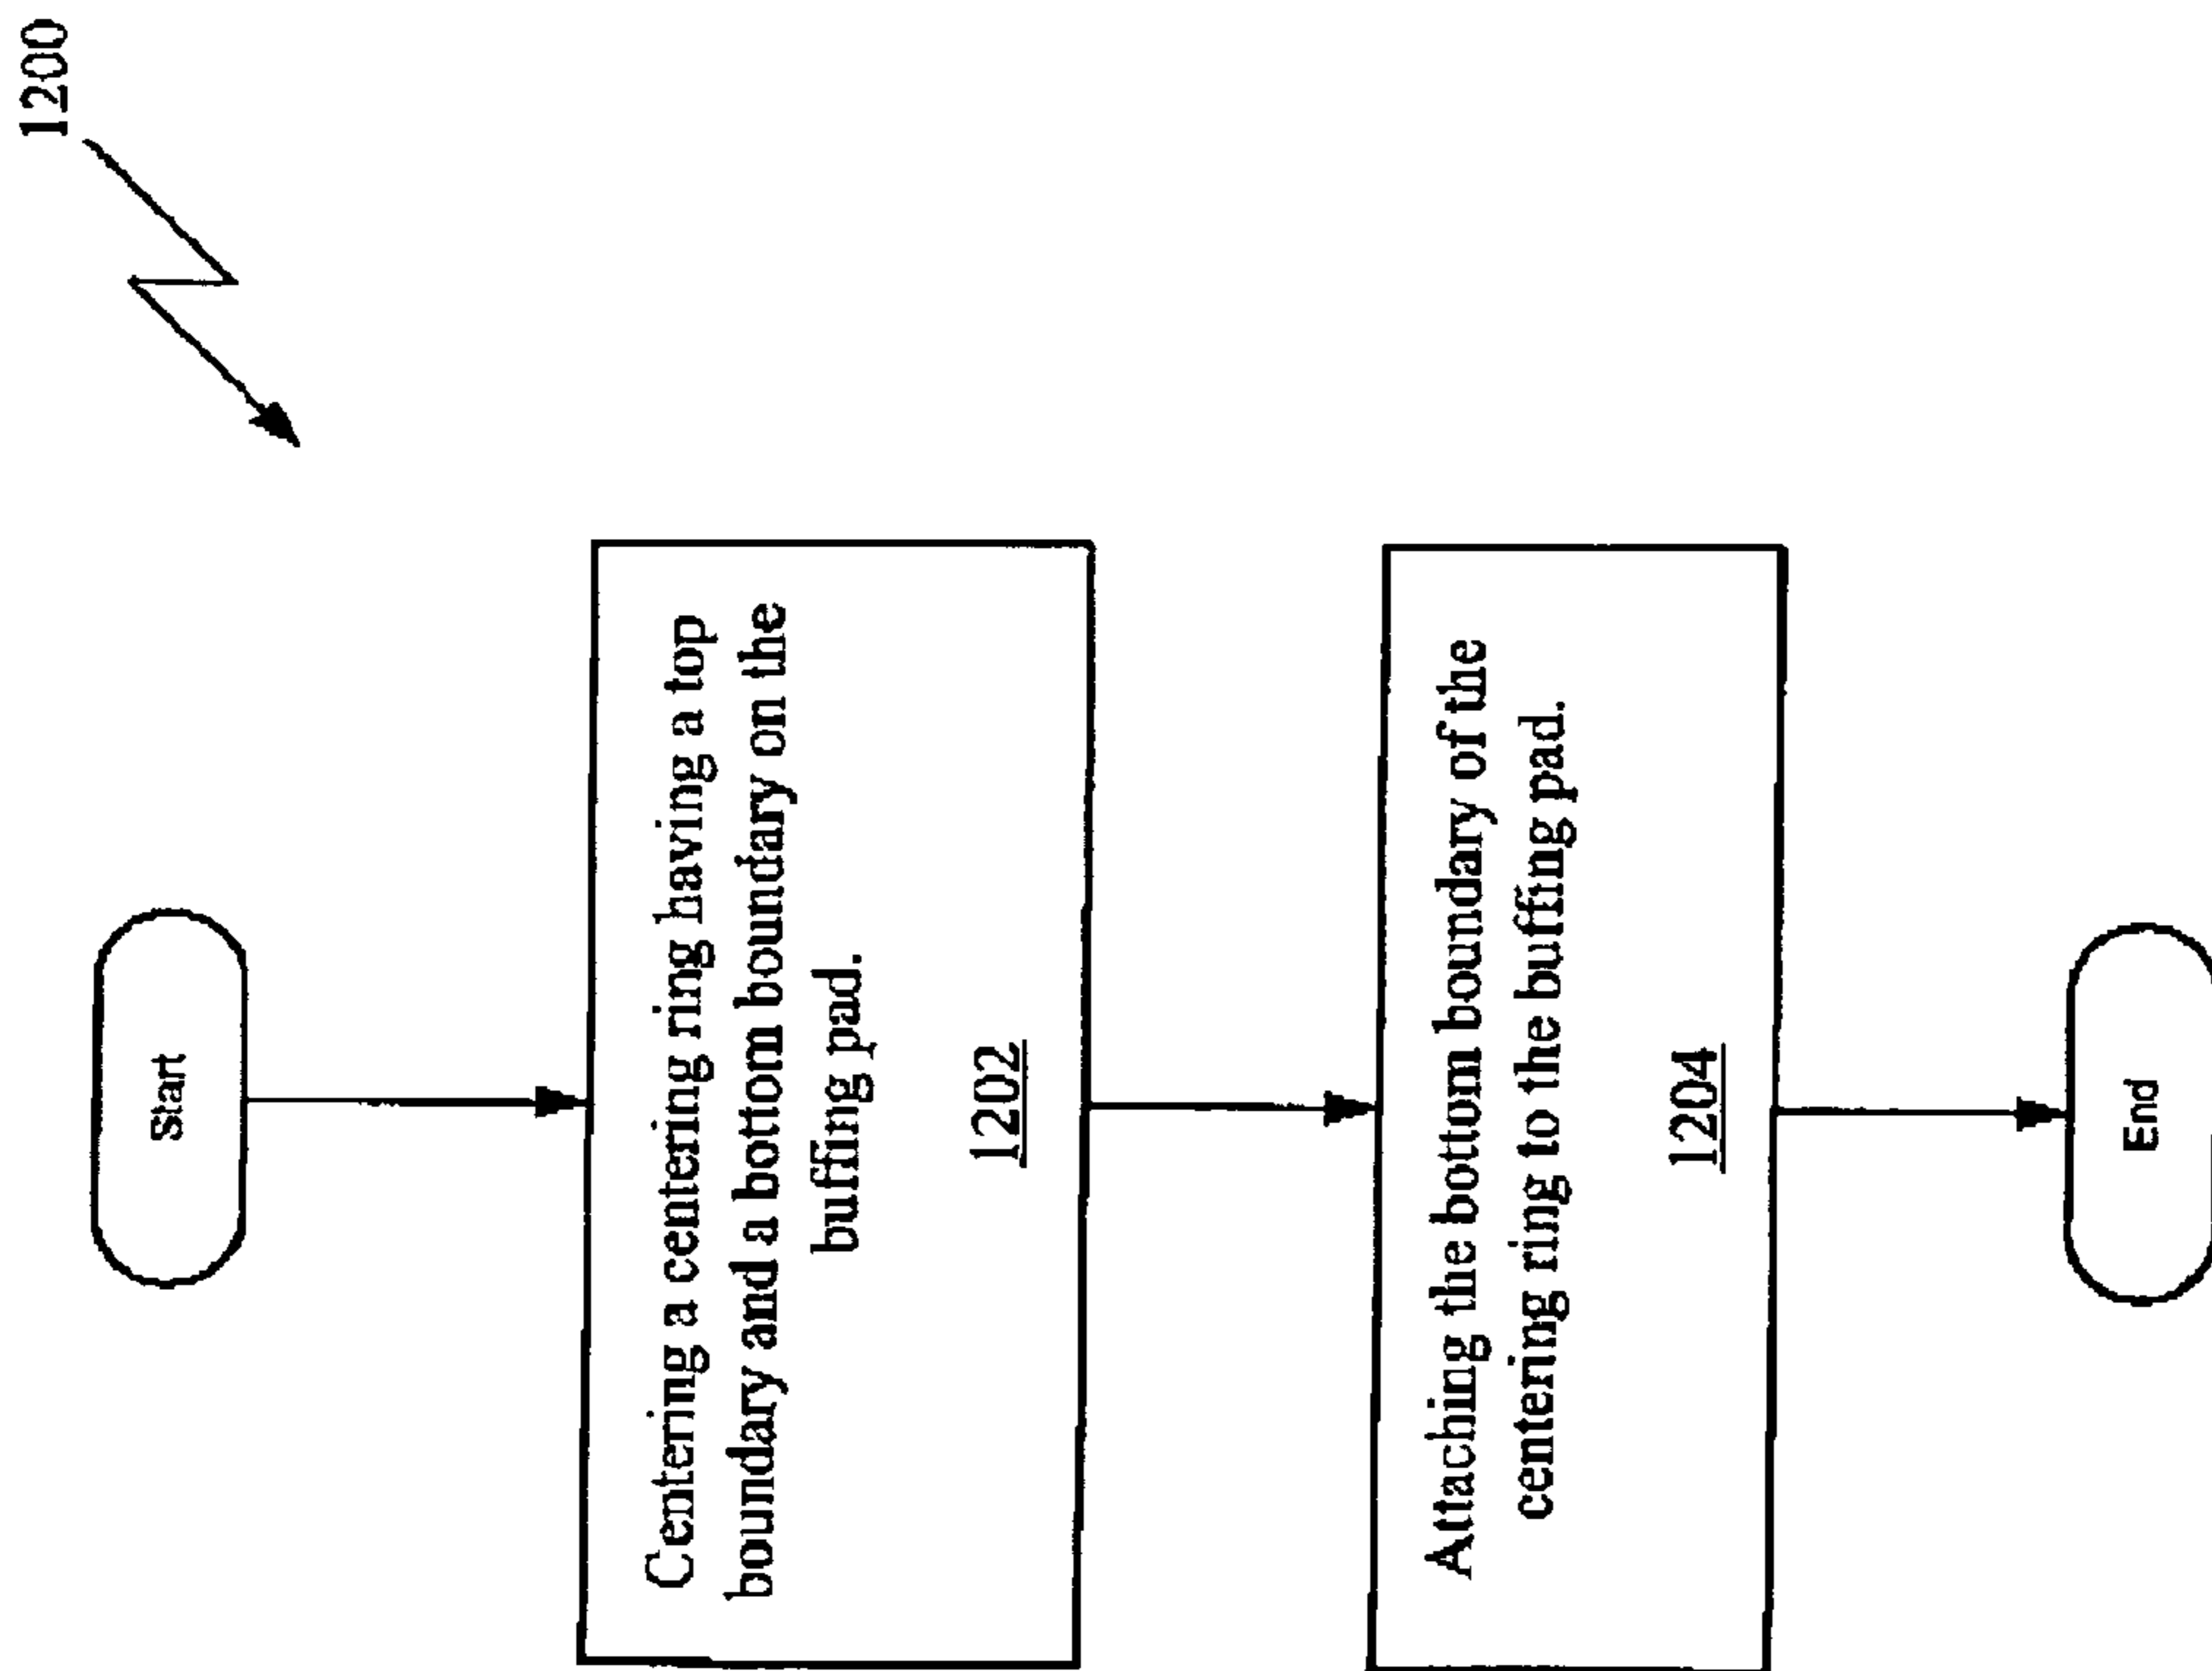 1200
Start
Centering a centering ring having a top
boundary and a bottom boundary on the
buffing pad.
1202
Attaching the bottom boundary of the
centering ring to the buffing pad.
1204
End